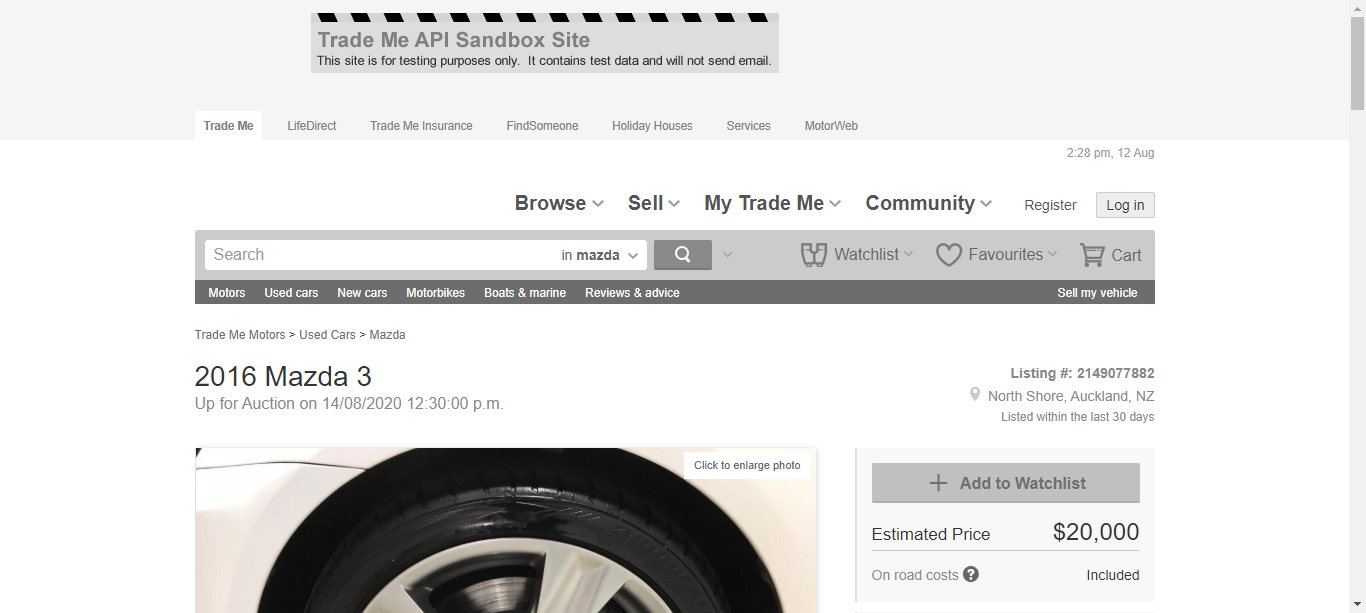 Trade Me API Sandbox Site
This site is for testing purposes only.  It contains test data and will not send email.
Trade Me LifeDirect Trade Me Insurance FindSomeone Holiday Houses Services MotorWeb
2:28 pm, 12 Aug
Browse Sell My Trade Me Community Register Log in
Search in mazda Watchlist Favourites Cart
Motors Used cars New cars Motorbikes Boats & marine Reviews & advice Sell my vehicle
Trade Me Motors > Used Cars > Mazda
2016 Mazda 3
Up for Auction on 14/08/2020 12:30:00 p.m.
Listing #: 2149077882
North Shore, Auckland, NZ
Listed within the last 30 days
Click to enlarge photo
+ Add to Watchlist
Estimated Price $20,000
On road costs ? Included